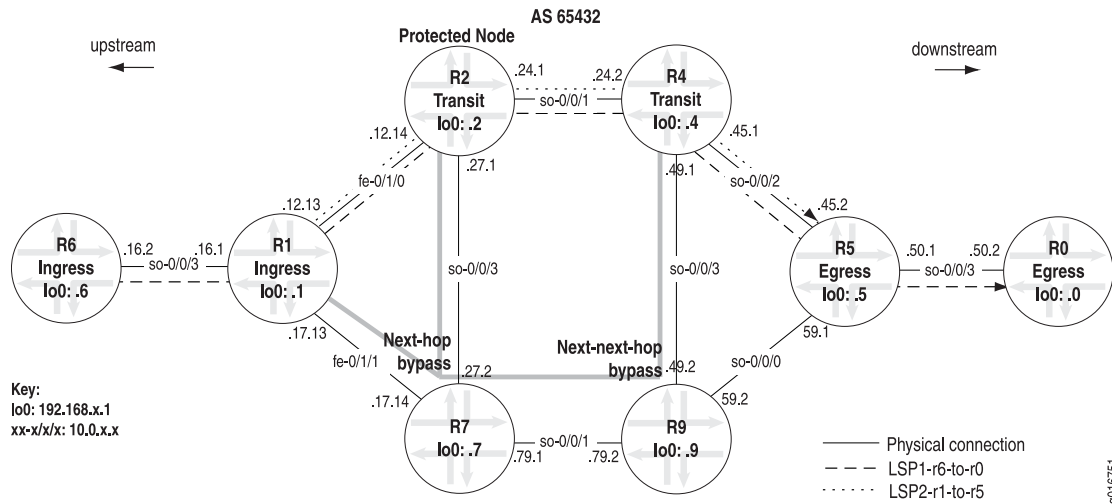 AS 65432
upstream
downstream
Protected Node
R2
Transit
lo0: .2
.24.1
.24.2
so-0/0/1
R4
Transit
lo0: .4
.12.14
fe-0/1/0
.12.13
.27.1
.49.1
.45.1
so-0/0/2
.45.2
R6
Ingress
lo0: .6
.16.2
.16.1
so-0/0/3
R1
Ingress
lo0: .1
so-0/0/3
so-0/0/3
R5
Egress
lo0: .5
.50.1
.50.2
so-0/0/3
R0
Egress
lo0: .0
.17.13
fe-0/1/1
.17.14
Next-hop
bypass
.27.2
Next-next-hop
bypass
.49.2
59.1
so-0/0/0
59.2
R7
lo0: .7
.79.1
so-0/0/1
.79.2
R9
lo0: .9
Key:
lo0: 192.168.x.1
xx-x/x/x: 10.0.x.x
Physical connection
LSP1-r6-to-r0
LSP2-r1-to-r5
g016751